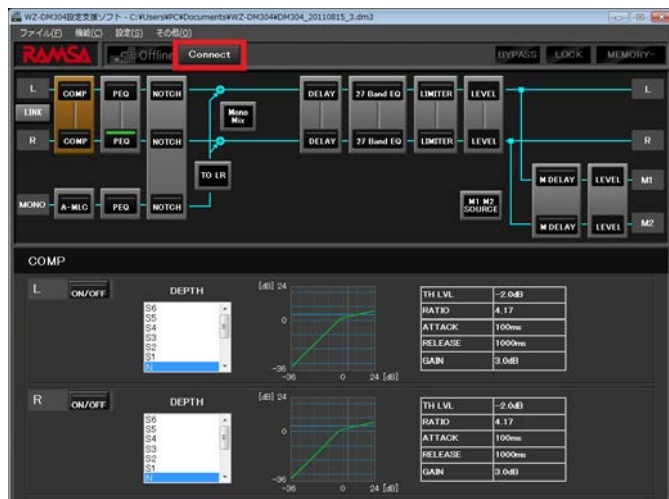 WZ-DM304設定支援ソフト - C:¥Users¥PC¥Documents¥WZ-DM304¥DM304_20110815_3.dm3
ファイル(F) 機能(C) 設定(S) その他(O)
RAMSA Offline Connect BYPASS LOCK MEMORY
L COMP PEQ NOTCH DELAY 27 Band EQ LIMITER LEVEL L
LINK Mono Mix
R COMP PEQ NOTCH DELAY 27 Band EQ LIMITER LEVEL R
TO LR M DELAY LEVEL M1
MONO A-MLC PEQ NOTCH M1 M2 SOURCE
M DELAY LEVEL M2
COMP
L ON/OFF DEPTH [dB] 24
S6
S5
S4
S3
S2
S1
N
0
-36
-36 0 24 [dB]
TH LVL -2.0dB
RATIO 4.17
ATTACK 100ms
RELEASE 1000ms
GAIN 3.0dB
R ON/OFF DEPTH [dB] 24
S6
S5
S4
S3
S2
S1
N
0
-36
-36 0 24 [dB]
TH LVL -2.0dB
RATIO 4.17
ATTACK 100ms
RELEASE 1000ms
GAIN 3.0dB